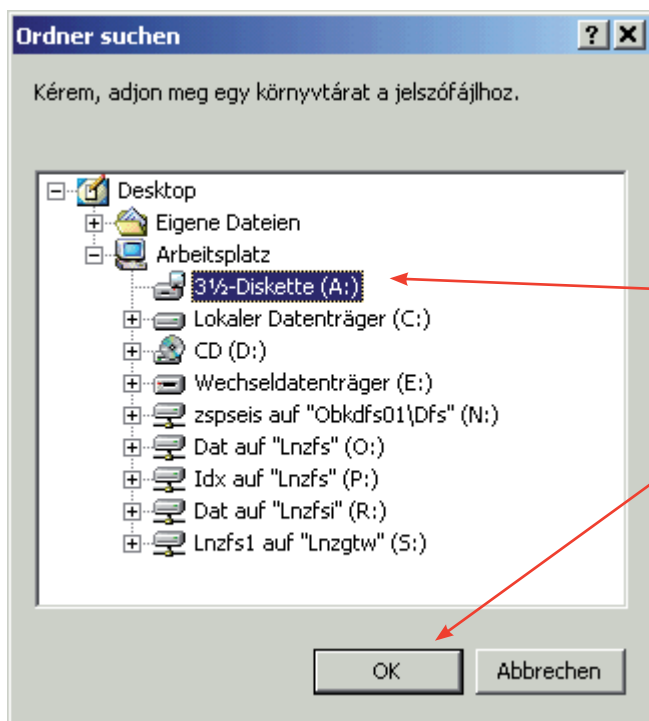 Ordner suchen
Kérem, adjon meg egy környvtárat a jelszófájlhoz.
Desktop
Eigene Dateien
Arbeitsplatz
3½-Diskette (A:)
Lokaler Datenträger (C:)
CD (D:)
Wechseldatenträger (E:)
zspseis auf "Obkdfs01\Dfs" (N:)
Dat auf "Lnzfs" (O:)
Idx auf "Lnzfs" (P:)
Dat auf "Lnzfsi" (R:)
Lnzfs1 auf "Lnzgtw" (S:)
OK Abbrechen